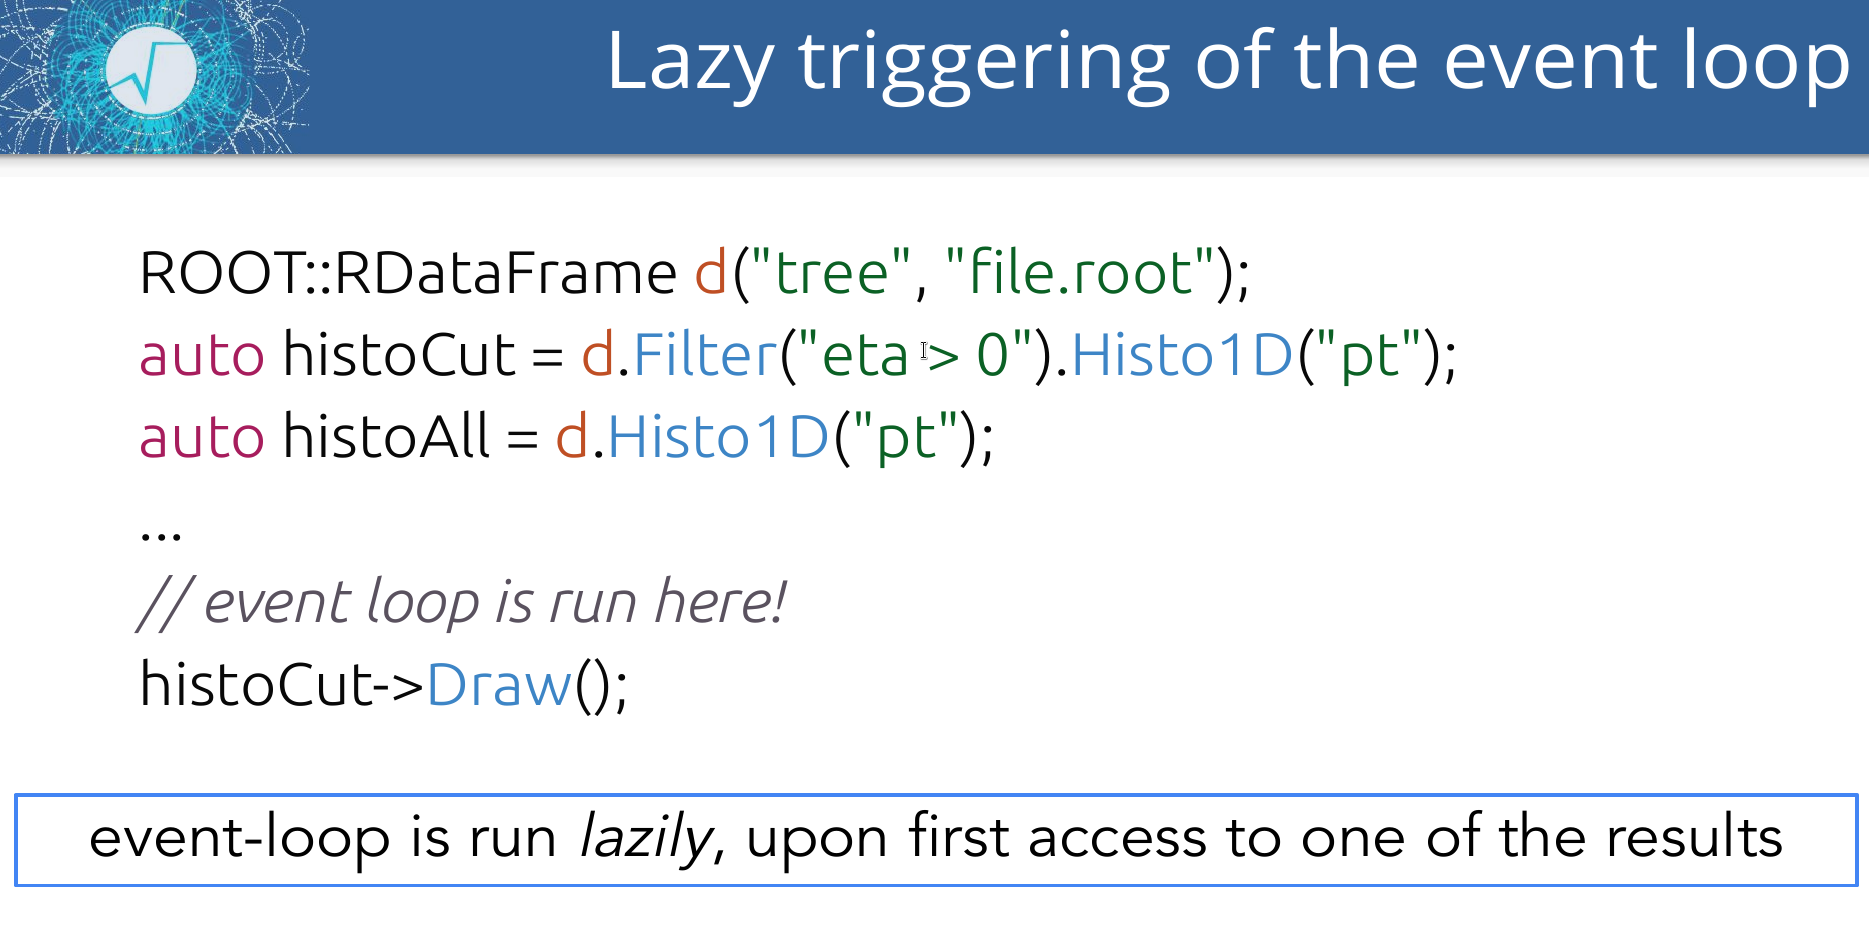 Lazy triggering of the event loop
ROOT::RDataFrame d("tree", "file.root");
auto histoCut = d.Filter("eta > 0").Histo1D("pt");
auto histoAll = d.Histo1D("pt");
...
// event loop is run here!
histoCut->Draw();
event-loop is run lazily, upon first access to one of the results